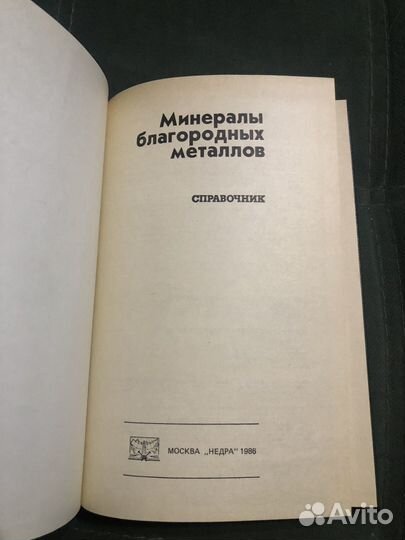 Минералы
благородных
металлов
СПРАВОЧНИК
МОСКВА „НЕДРА" 1986
Avito